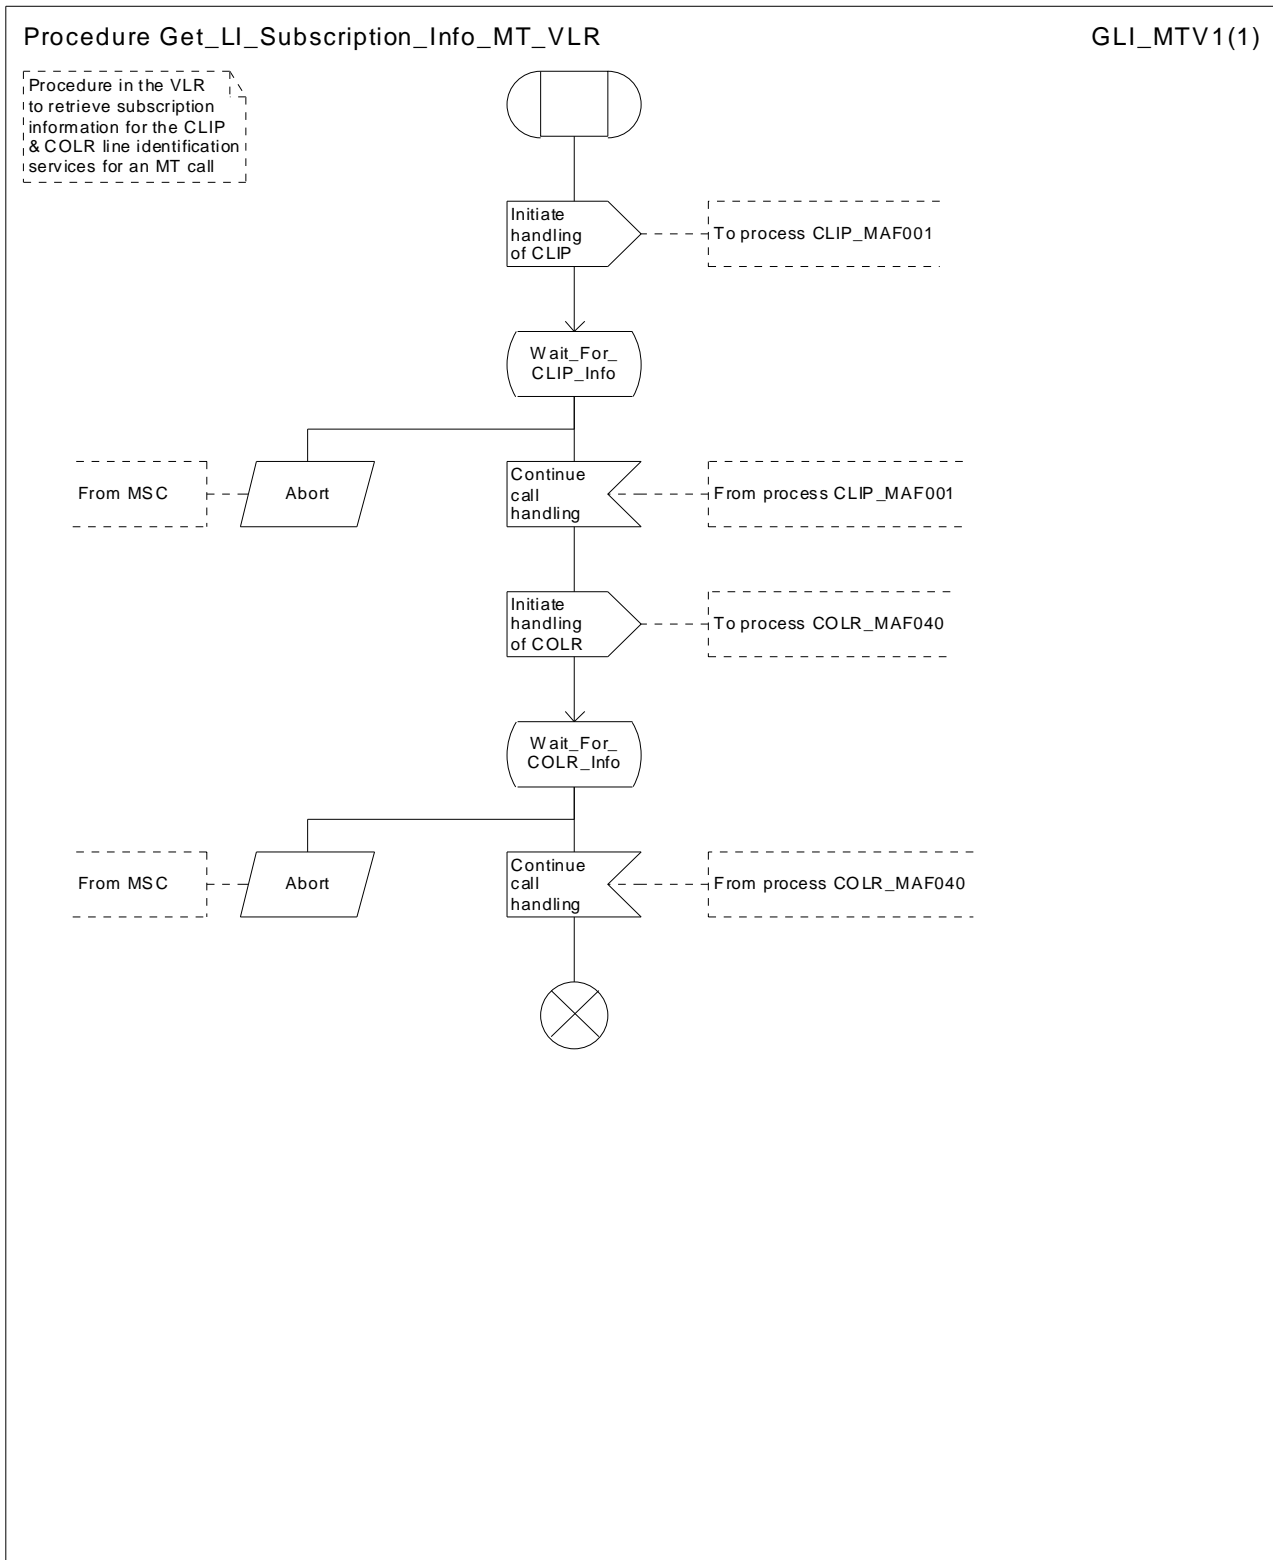 Procedure Get_LI_Subscription_Info_MT_VLR
GLI_MTV1(1)
Procedure in the VLR
to retrieve subscription
information for the CLIP
& COLR line identification
services for an MT call
Initiate
handling
of CLIP
To process CLIP_MAF001
Wait_For_
CLIP_Info
From MSC
Abort
Continue
call
handling
From process CLIP_MAF001
Initiate
handling
of COLR
To process COLR_MAF040
Wait_For_
COLR_Info
From MSC
Abort
Continue
call
handling
From process COLR_MAF040